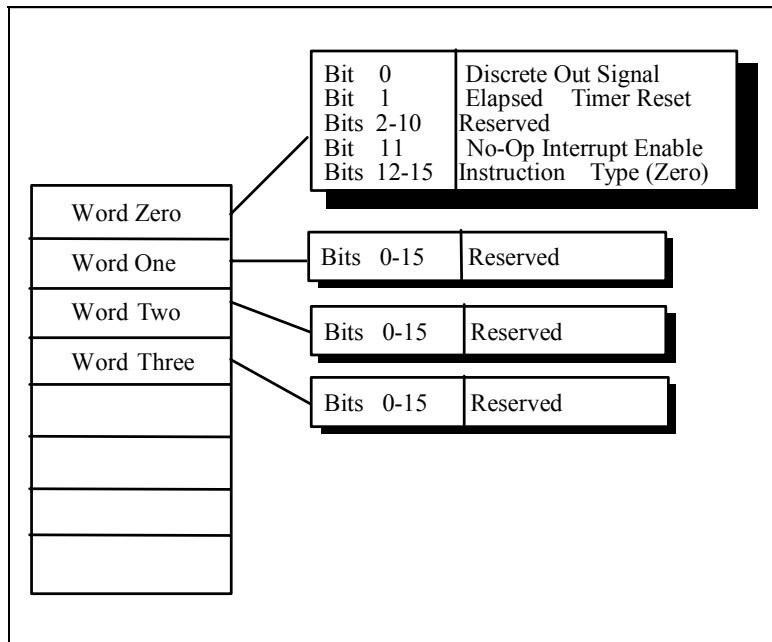 Bit 0 Discrete Out Signal
Bit 1 Elapsed Timer Reset
Bits 2-10 Reserved
Bit 11 No-Op Interrupt Enable
Bits 12-15 Instruction Type (Zero)
Word Zero
Word One
Bits 0-15 Reserved
Word Two
Bits 0-15 Reserved
Word Three
Bits 0-15 Reserved